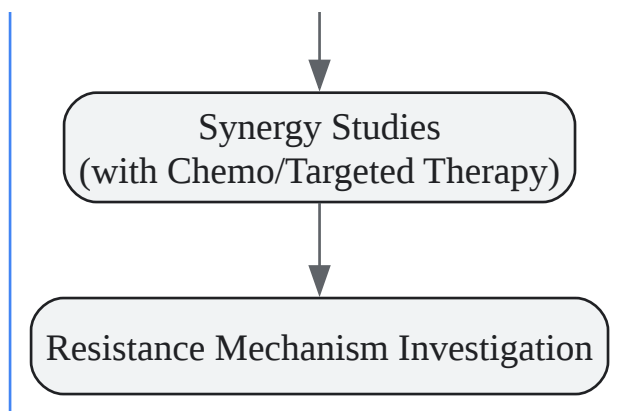 Synergy Studies
(with Chemo/Targeted Therapy)
Resistance Mechanism Investigation